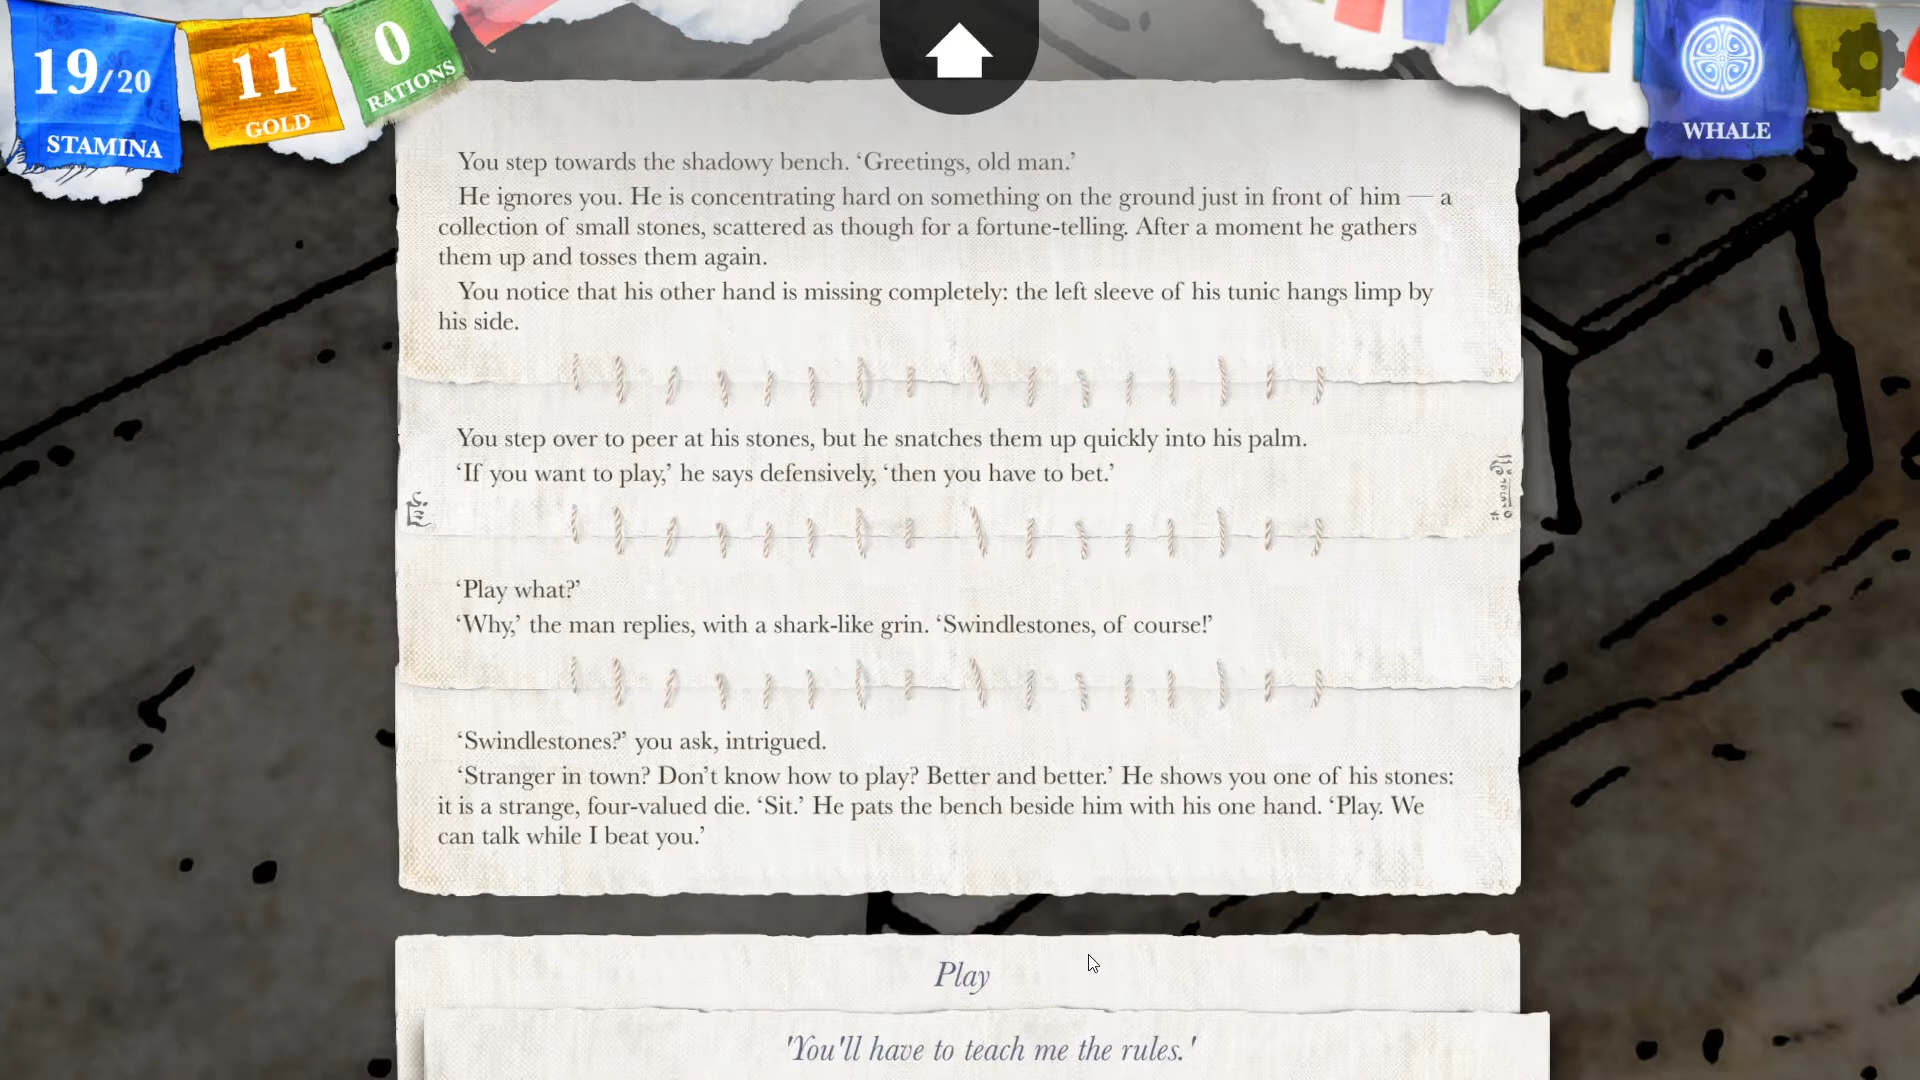 19/20
STAMINA
11
GOLD
0
RATIONS
WHALE
You step towards the shadowy bench. ‘Greetings, old man.’
He ignores you. He is concentrating hard on something on the ground just in front of him — a
collection of small stones, scattered as though for a fortune-telling. After a moment he gathers
them up and tosses them again.
You notice that his other hand is missing completely: the left sleeve of his tunic hangs limp by
his side.
You step over to peer at his stones, but he snatches them up quickly into his palm.
‘If you want to play,’ he says defensively, ‘then you have to bet.’
‘Play what?’
‘Why,’ the man replies, with a shark-like grin. ‘Swindlestones, of course!’
‘Swindlestones?’ you ask, intrigued.
‘Stranger in town? Don’t know how to play? Better and better.’ He shows you one of his stones:
it is a strange, four-valued die. ‘Sit.’ He pats the bench beside him with his one hand. ‘Play. We
can talk while I beat you.’
Play
'You'll have to teach me the rules.'